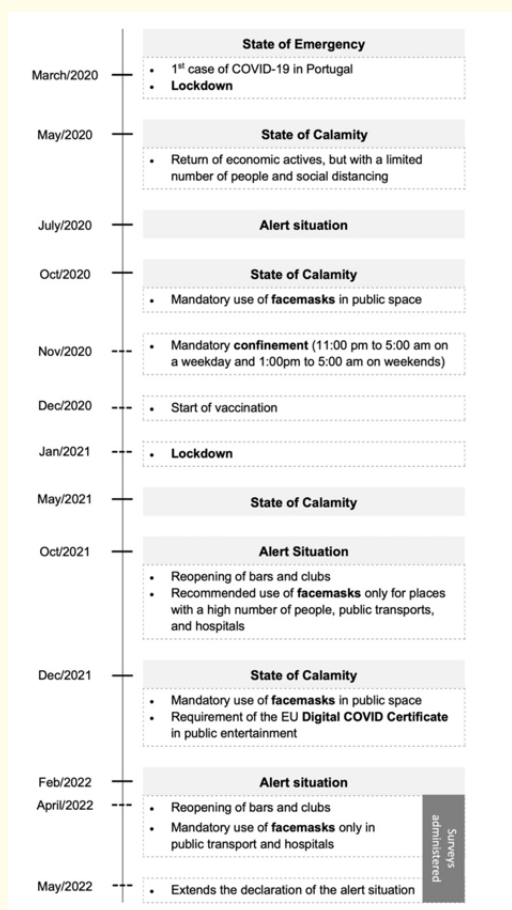 State of Emergency
March/2020
• 1st case of COVID-19 in Portugal
• Lockdown
May/2020
State of Calamity
• Return of economic actives, but with a limited
number of people and social distancing
July/2020
Alert situation
Oct/2020
State of Calamity
• Mandatory use of facemasks in public space
Nov/2020
• Mandatory confinement (11:00 pm to 5:00 am on
a weekday and 1:00pm to 5:00 am on weekends)
Dec/2020
• Start of vaccination
Jan/2021
• Lockdown
May/2021
State of Calamity
Oct/2021
Alert Situation
• Reopening of bars and clubs
• Recommended use of facemasks only for places
with a high number of people, public transports,
and hospitals
Dec/2021
State of Calamity
• Mandatory use of facemasks in public space
• Requirement of the EU Digital COVID Certificate
in public entertainment
Feb/2022
Alert situation
April/2022
• Reopening of bars and clubs
• Mandatory use of facemasks only in
public transport and hospitals
Surveys
administered
May/2022
• Extends the declaration of the alert situation